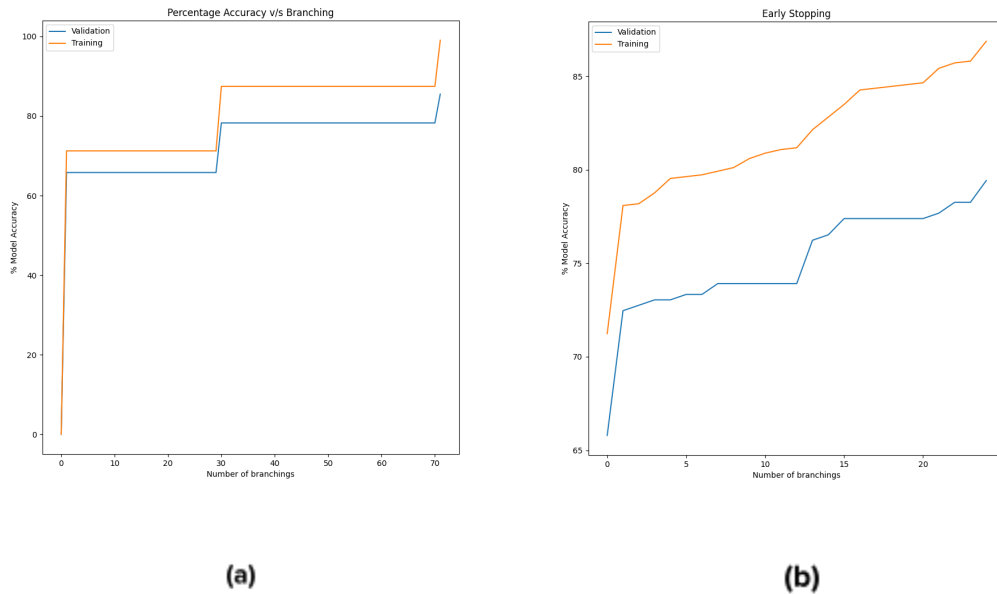 Percentage Accuracy v/s Branching
Validation
Training
100
80
60
40
20
0
% Model Accuracy
0 10 20 30 40 50 60 70
Number of branchings
(a)
Early Stopping
Validation
Training
85
80
75
70
65
% Model Accuracy
0 5 10 15 20
Number of branchings
(b)